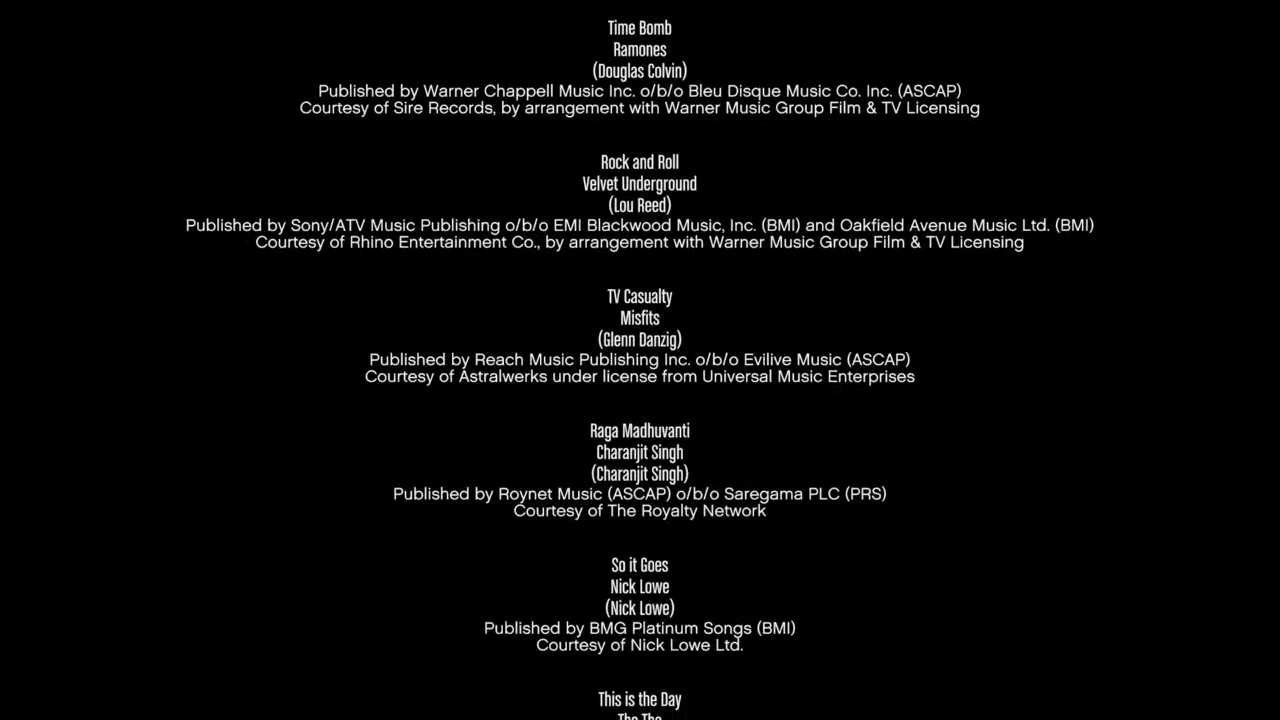 Time Bomb
Ramones
(Douglas Colvin)
Published by Warner Chappell Music Inc. o/b/o Bleu Disque Music Co. Inc. (ASCAP)
Courtesy of Sire Records, by arrangement with Warner Music Group Film & TV Licensing
Rock and Roll
Velvet Underground
(Lou Reed)
Published by Sony/ATV Music Publishing o/b/o EMI Blackwood Music, Inc. (BMI) and Oakfield Avenue Music Ltd. (BMI)
Courtesy of Rhino Entertainment Co., by arrangement with Warner Music Group Film & TV Licensing
TV Casualty
Misfits
(Glenn Danzig)
Published by Reach Music Publishing Inc. o/b/o Evilive Music (ASCAP)
Courtesy of Astralwerks under license from Universal Music Enterprises
Raga Madhuvanti
Charanjit Singh
(Charanjit Singh)
Published by Roynet Music (ASCAP) o/b/o Saregama PLC (PRS)
Courtesy of The Royalty Network
So it Goes
Nick Lowe
(Nick Lowe)
Published by BMG Platinum Songs (BMI)
Courtesy of Nick Lowe Ltd.
This is the Day
The The